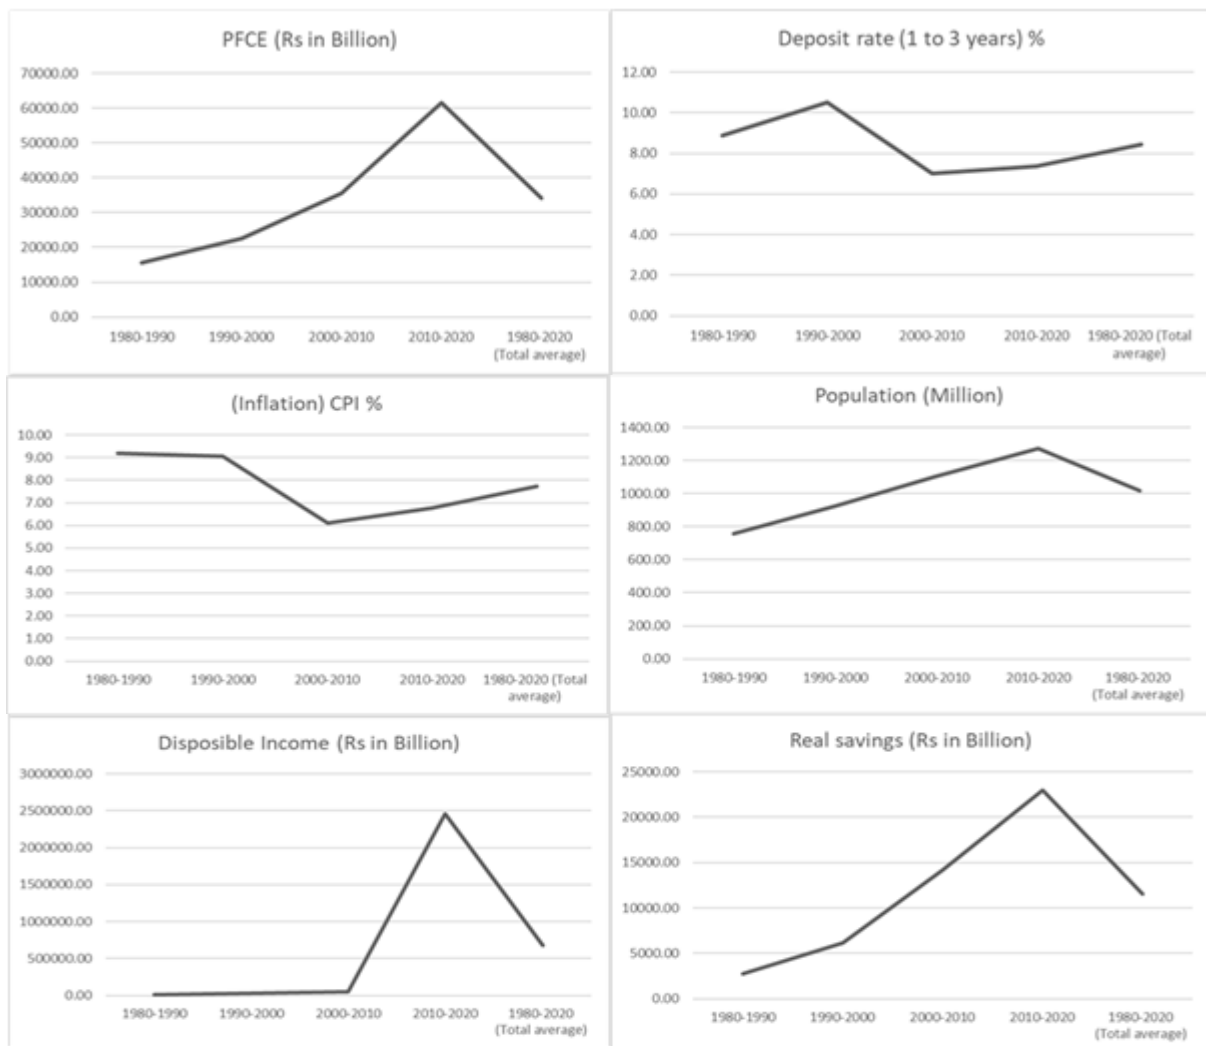 PFCE (Rs in Billion)
70000.00
60000.00
50000.00
40000.00
30000.00
20000.00
10000.00
0.00
1980-1990 1990-2000 2000-2010 2010-2020 1980-2020
(Total average)
Deposit rate (1 to 3 years) %
12.00
10.00
8.00
6.00
4.00
2.00
0.00
1980-1990 1990-2000 2000-2010 2010-2020 1980-2020 (Total
average)
(Inflation) CPI %
10.00
9.00
8.00
7.00
6.00
5.00
4.00
3.00
2.00
1.00
0.00
1980-1990 1990-2000 2000-2010 2010-2020 1980-2020 (Total
average)
Population (Million)
1400.00
1200.00
1000.00
800.00
600.00
400.00
200.00
0.00
1980-1990 1990-2000 2000-2010 2010-2020 1980-2020
(Total average)
Disposible Income (Rs in Billion)
3000000.00
2500000.00
2000000.00
1500000.00
1000000.00
500000.00
0.00
1980-1990 1990-2000 2000-2010 2010-2020 1980-2020
(Total average)
Real savings (Rs in Billion)
25000.00
20000.00
15000.00
10000.00
5000.00
0.00
1980-1990 1990-2000 2000-2010 2010-2020 1980-2020
(Total average)